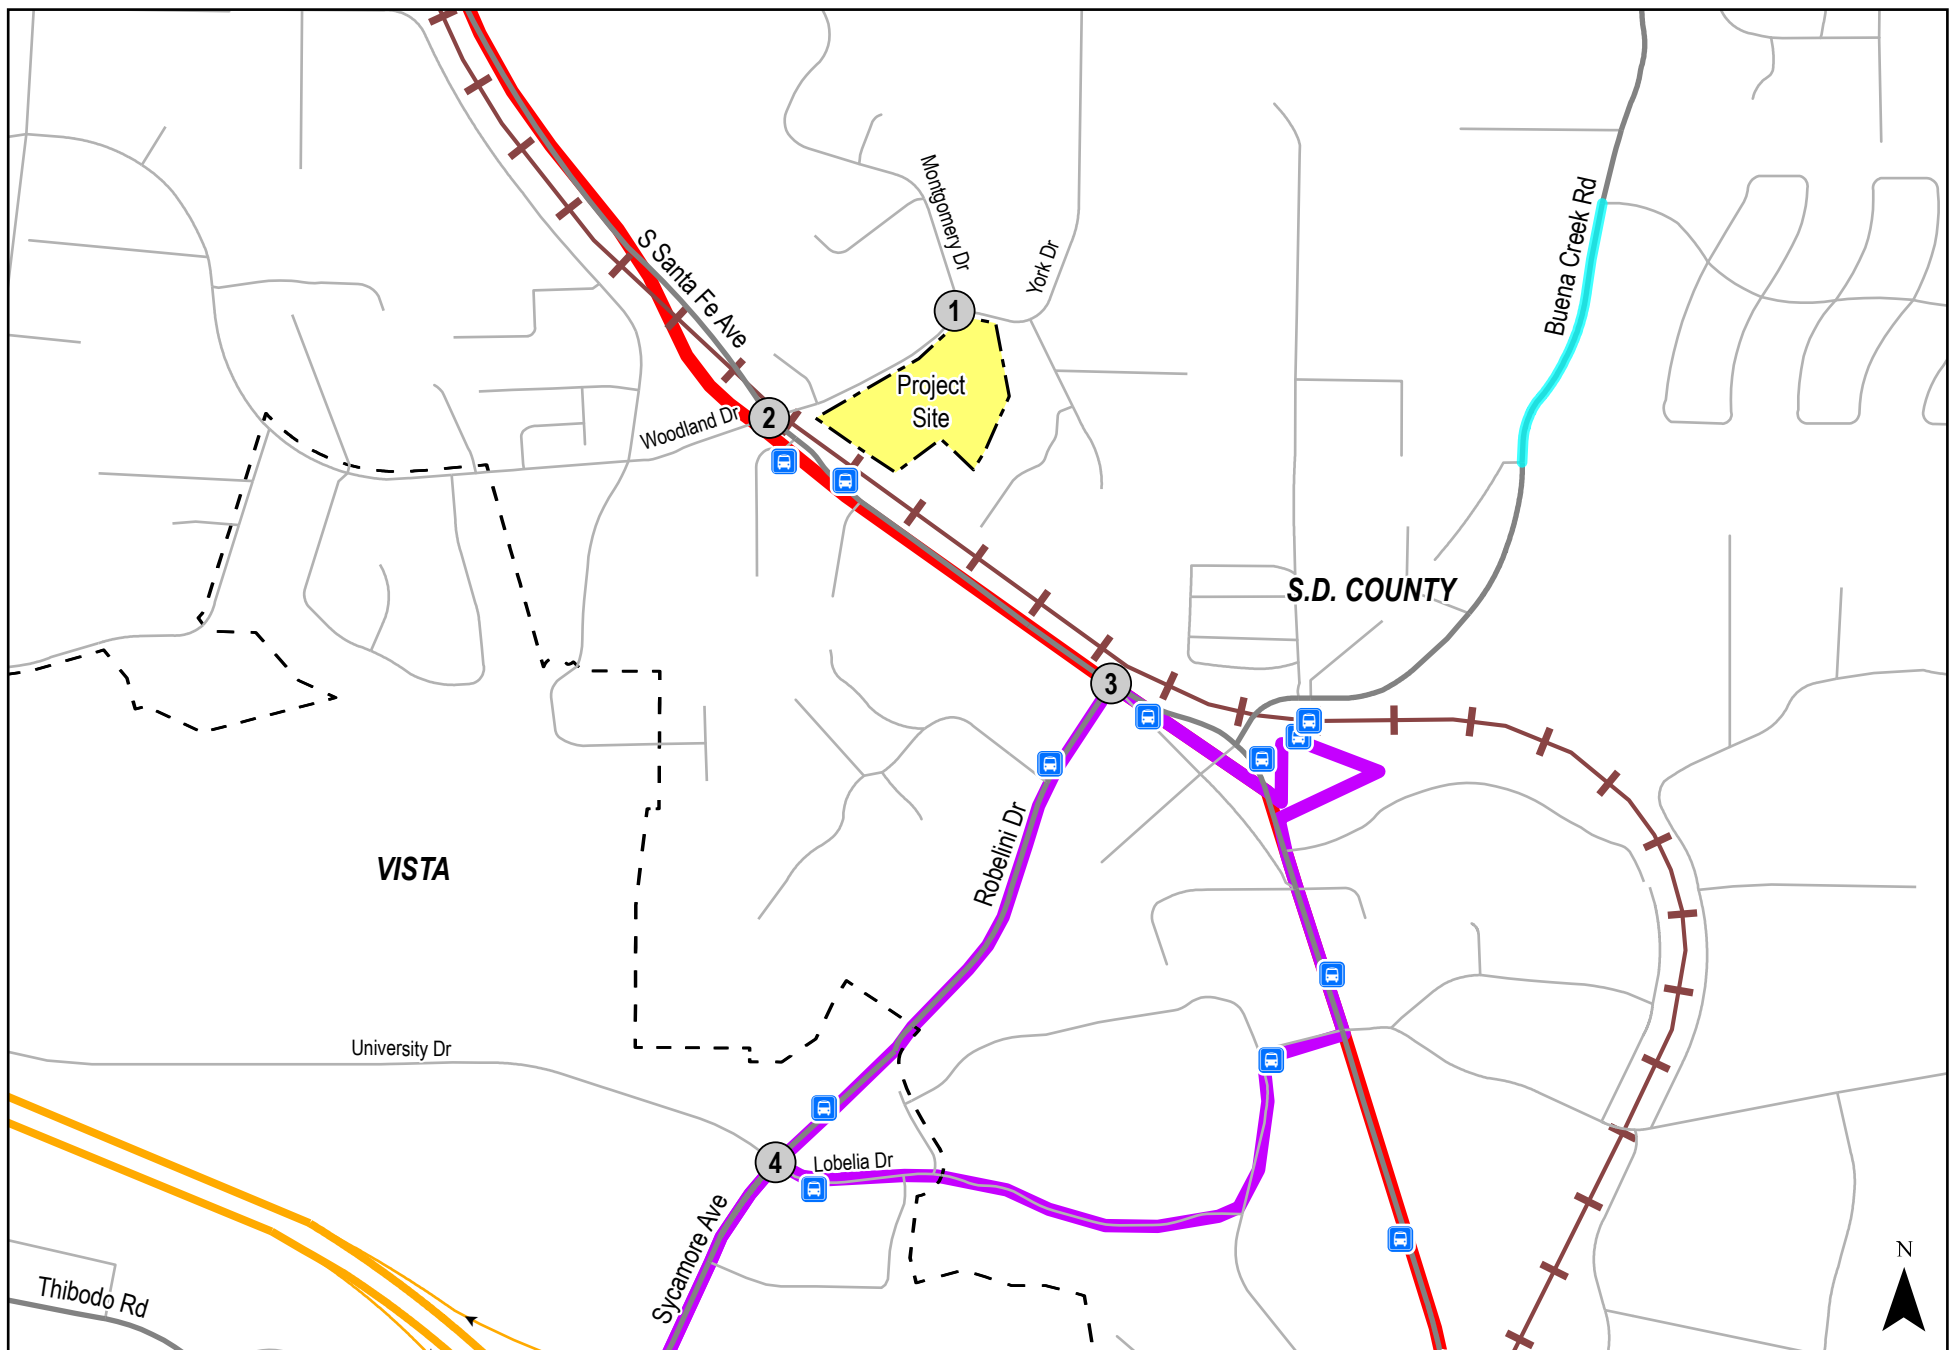 Montgomery Dr
York Dr
Buena Creek Rd
S Santa Fe Ave
1
Project
Site
2
Woodland Dr
S.D. COUNTY
3
Robelini Dr
VISTA
University Dr
4
Lobelia Dr
Sycamore Ave
Thibodo Rd
N